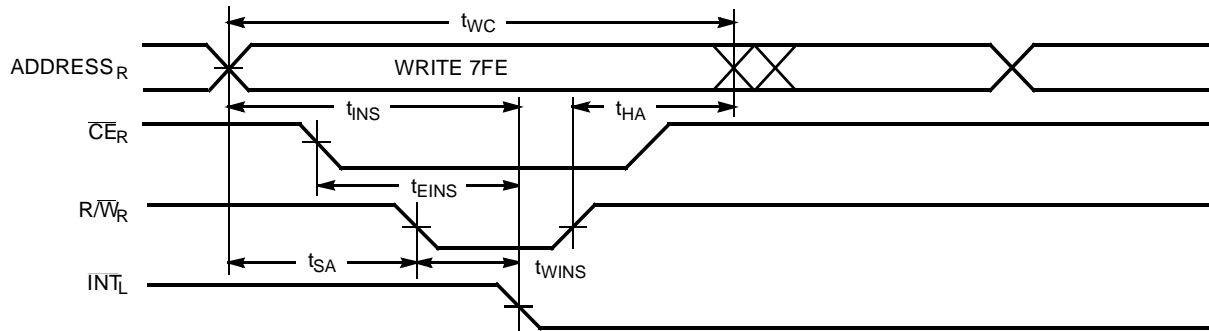 tWC
ADDRESSR
WRITE 7FE
tINS
tHA
CER
tEINS
R/WR
tSA
tWINS
INTL